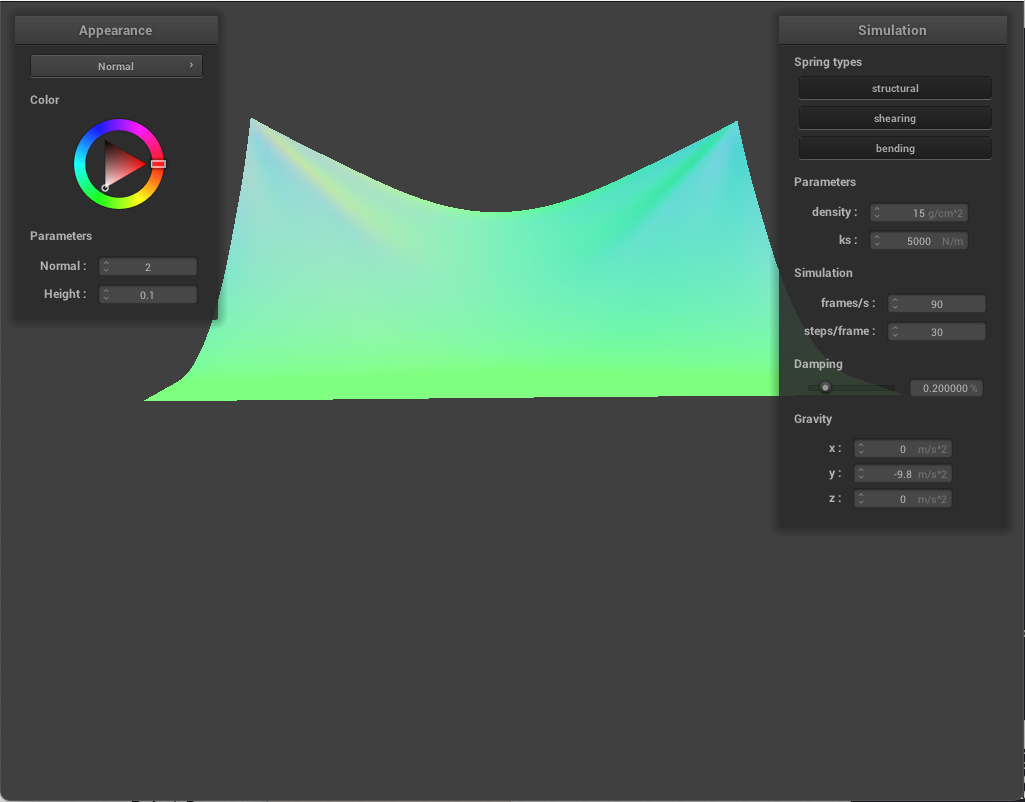 Appearance
Normal ›
Color
Parameters
Normal : 2
Height : 0.1
Simulation
Spring types
structural
shearing
bending
Parameters
density : 15 g/cm^2
ks : 5000 N/m
Simulation
frames/s : 90
steps/frame : 30
Damping
0.200000 %
Gravity
x : 0 m/s^2
y : -9.8 m/s^2
z : 0 m/s^2